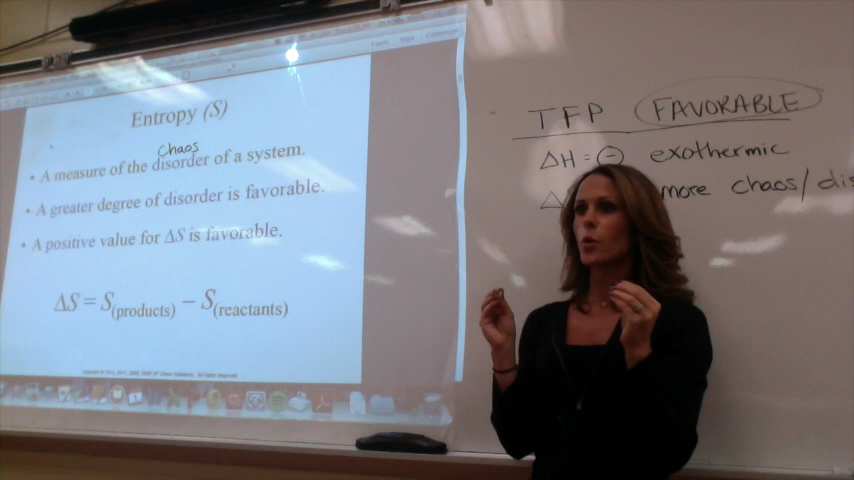 Entropy (S)
chaos
• A measure of the disorder of a system.
• A greater degree of disorder is favorable.
• A positive value for ΔS is favorable.
ΔS = S(products) − S(reactants)
TFP FAVORABLE
ΔH = ⊖ exothermic
Δ more chaos/dis